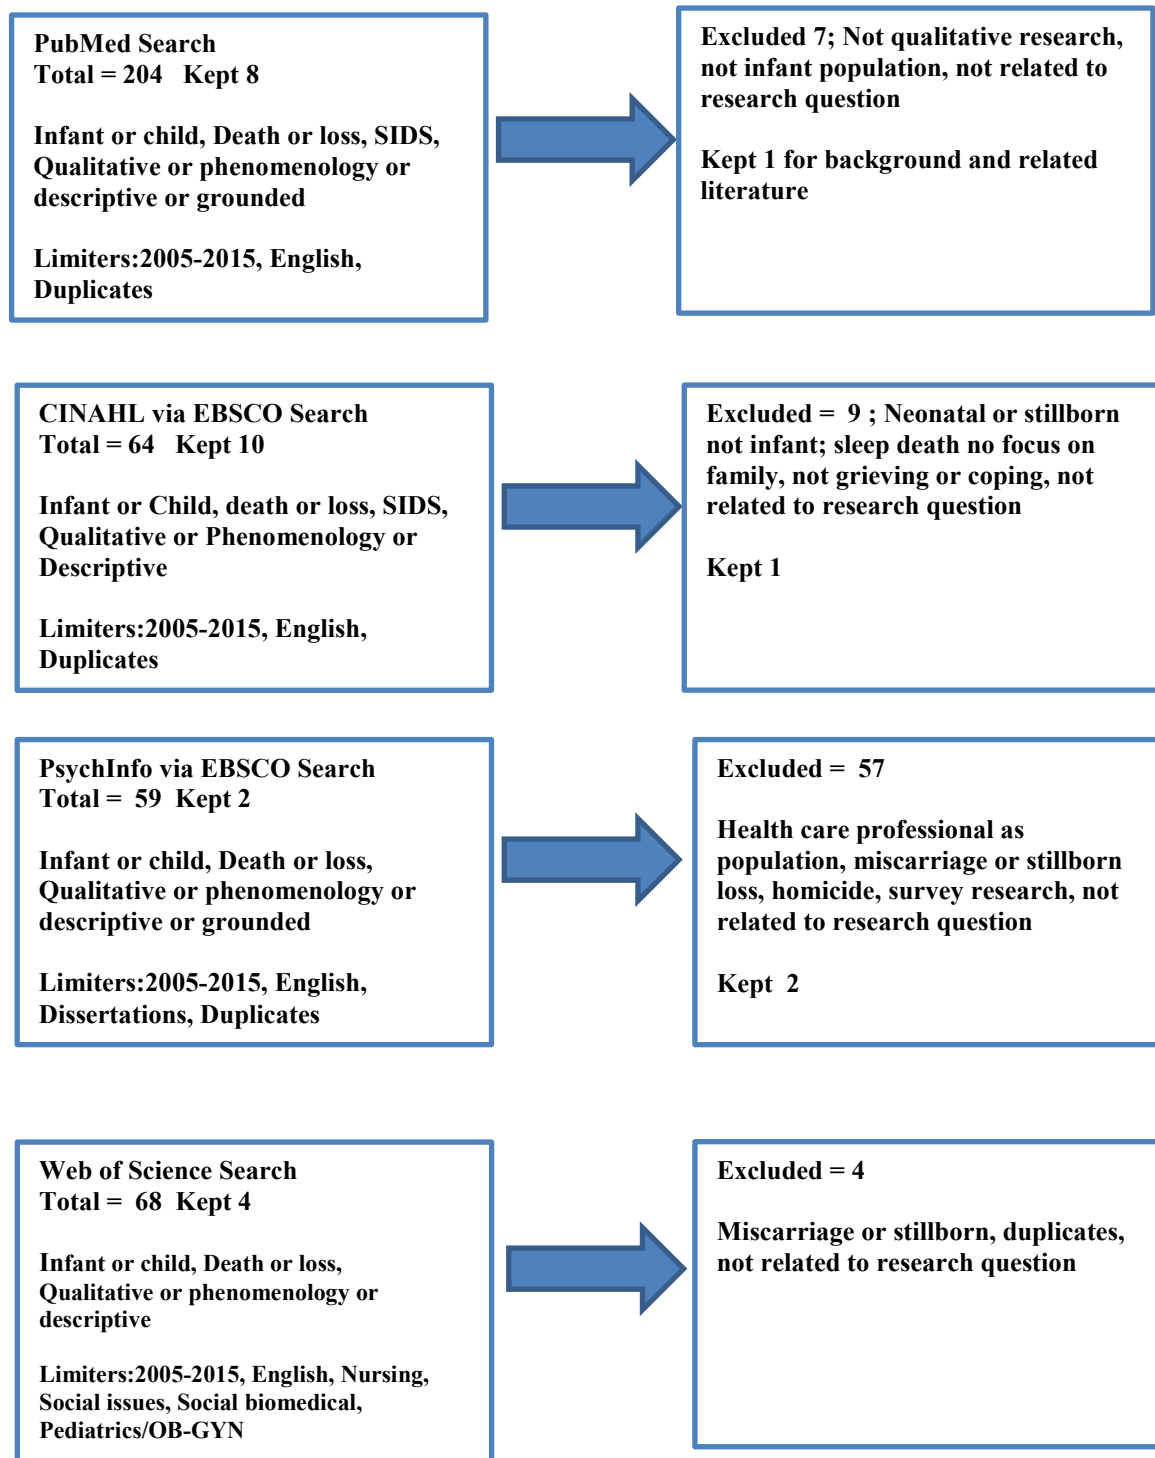 PubMed Search
Total = 204   Kept 8
Infant or child, Death or loss, SIDS,
Qualitative or phenomenology or
descriptive or grounded
Limiters:2005-2015, English,
Duplicates
Excluded 7; Not qualitative research,
not infant population, not related to
research question
Kept 1 for background and related
literature
CINAHL via EBSCO Search
Total = 64   Kept 10
Infant or Child, death or loss, SIDS,
Qualitative or Phenomenology or
Descriptive
Limiters:2005-2015, English,
Duplicates
Excluded =  9 ; Neonatal or stillborn
not infant; sleep death no focus on
family, not grieving or coping, not
related to research question
Kept 1
PsychInfo via EBSCO Search
Total =  59  Kept 2
Infant or child, Death or loss,
Qualitative or phenomenology or
descriptive or grounded
Limiters:2005-2015, English,
Dissertations, Duplicates
Excluded =  57
Health care professional as
population, miscarriage or stillborn
loss, homicide, survey research, not
related to research question
Kept  2
Web of Science Search
Total =  68  Kept 4
Infant or child, Death or loss,
Qualitative or phenomenology or
descriptive
Limiters:2005-2015, English, Nursing,
Social issues, Social biomedical,
Pediatrics/OB-GYN
Excluded = 4
Miscarriage or stillborn, duplicates,
not related to research question